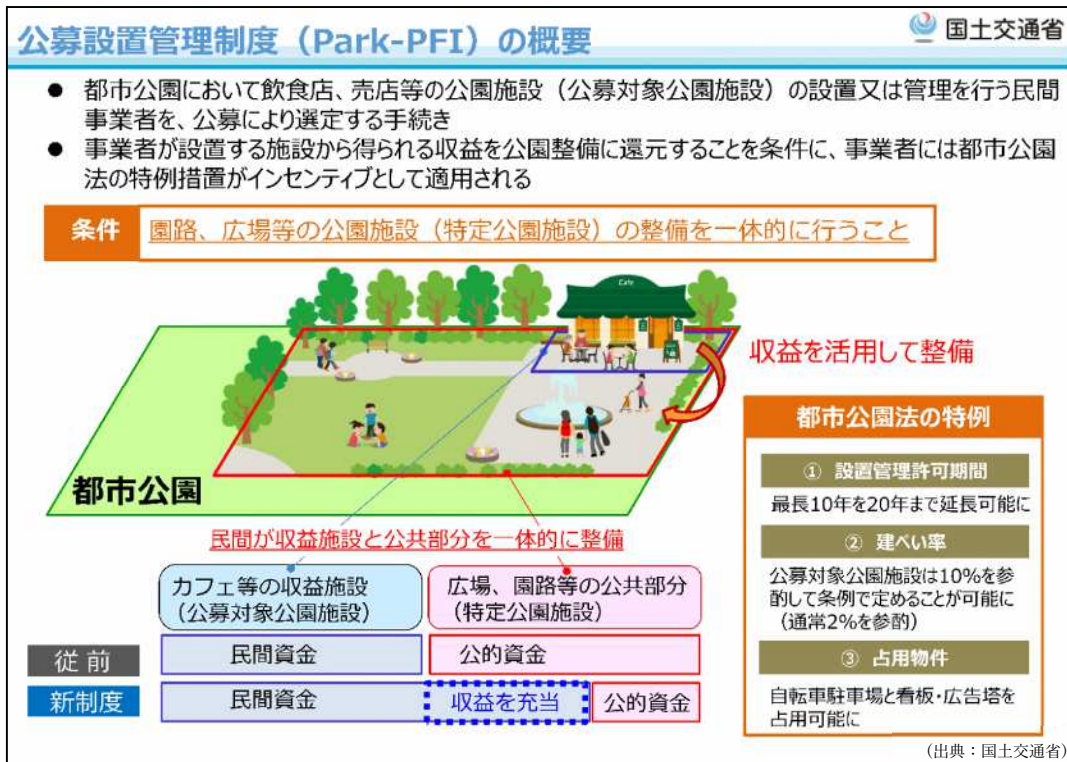 公募設置管理制度（Park-PFI）の概要
国土交通省
● 都市公園において飲食店、売店等の公園施設（公募対象公園施設）の設置又は管理を行う民間
事業者を、公募により選定する手続き
● 事業者が設置する施設から得られる収益を公園整備に還元することを条件に、事業者には都市公園
法の特例措置がインセンティブとして適用される
条件 園路、広場等の公園施設（特定公園施設）の整備を一体的に行うこと
Cafe
収益を活用して整備
都市公園
民間が収益施設と公共部分を一体的に整備
カフェ等の収益施設
（公募対象公園施設）
広場、園路等の公共部分
（特定公園施設）
従前 民間資金 公的資金
新制度 民間資金 収益を充当 公的資金
都市公園法の特例
① 設置管理許可期間
最長10年を20年まで延長可能に
② 建ぺい率
公募対象公園施設は10%を参
酌して条例で定めることが可能に
（通常2%を参酌）
③ 占用物件
自転車駐車場と看板・広告塔を
占用可能に
（出典：国土交通省）